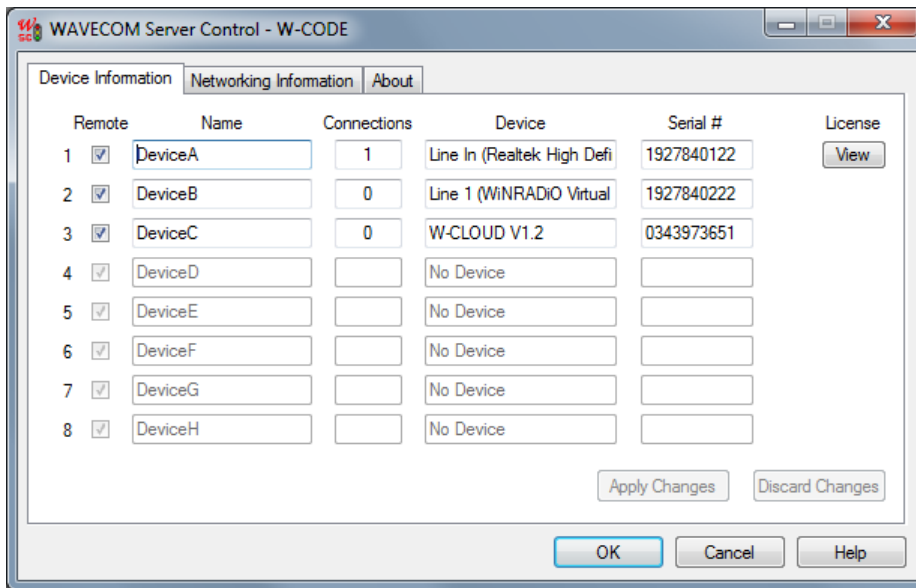 WAVECOM Server Control - W-CODE
Device Information Networking Information About
Remote Name Connections Device Serial # License
1 DeviceA 1 Line In (Realtek High Defi 1927840122 View
2 DeviceB 0 Line 1 (WiNRADiO Virtual 1927840222
3 DeviceC 0 W-CLOUD V1.2 0343973651
4 DeviceD No Device
5 DeviceE No Device
6 DeviceF No Device
7 DeviceG No Device
8 DeviceH No Device
Apply Changes Discard Changes
OK Cancel Help